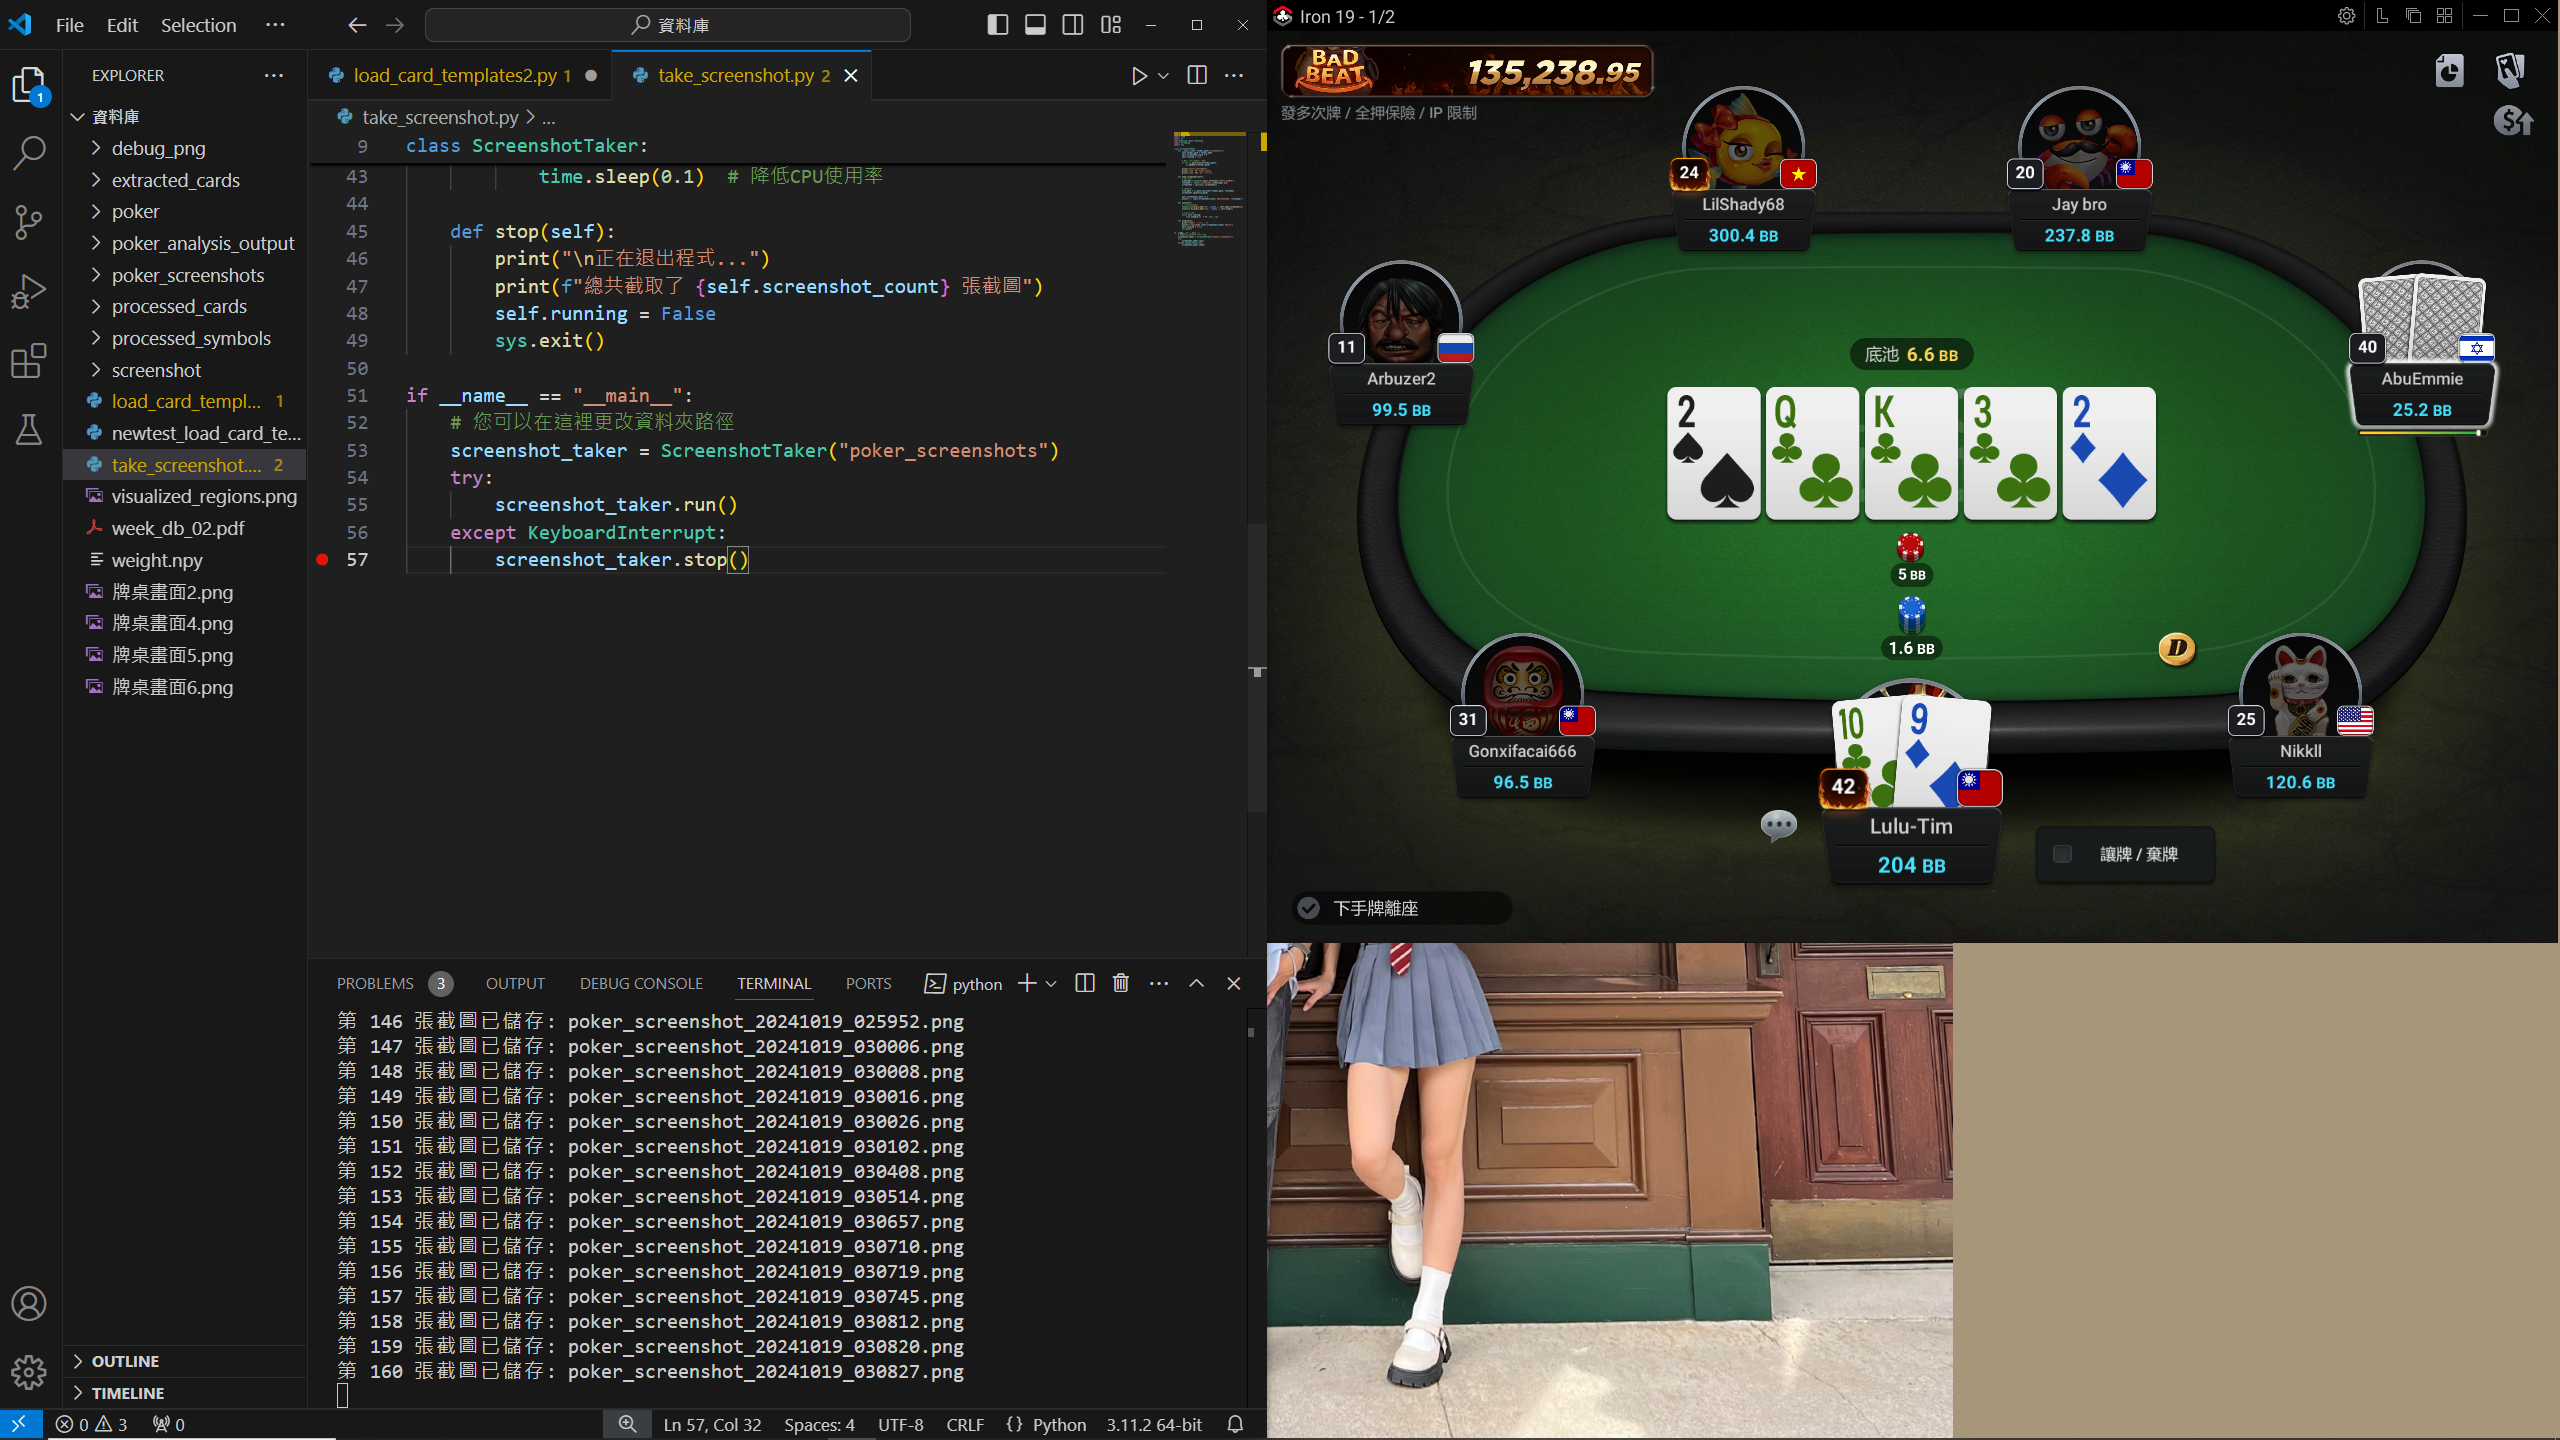 File Edit Selection ···
資料庫
EXPLORER ···
資料庫
debug_png
extracted_cards
poker
poker_analysis_output
poker_screenshots
processed_cards
processed_symbols
screenshot
load_card_templ... 1
newtest_load_card_te...
take_screenshot.... 2
visualized_regions.png
week_db_02.pdf
weight.npy
牌桌畫面2.png
牌桌畫面4.png
牌桌畫面5.png
牌桌畫面6.png
OUTLINE
TIMELINE
1
load_card_templates2.py 1
take_screenshot.py 2
take_screenshot.py > ...
9 class ScreenshotTaker:
43 time.sleep(0.1) # 降低CPU使用率
44
45 def stop(self):
46 print("\n正在退出程式...")
47 print(f"總共截取了 {self.screenshot_count} 張截圖")
48 self.running = False
49 sys.exit()
50
51 if __name__ == "__main__":
52 # 您可以在這裡更改資料夾路徑
53 screenshot_taker = ScreenshotTaker("poker_screenshots")
54 try:
55 screenshot_taker.run()
56 except KeyboardInterrupt:
57 screenshot_taker.stop()
PROBLEMS 3 OUTPUT DEBUG CONSOLE TERMINAL PORTS python
第 146 張截圖已儲存: poker_screenshot_20241019_025952.png
第 147 張截圖已儲存: poker_screenshot_20241019_030006.png
第 148 張截圖已儲存: poker_screenshot_20241019_030008.png
第 149 張截圖已儲存: poker_screenshot_20241019_030016.png
第 150 張截圖已儲存: poker_screenshot_20241019_030026.png
第 151 張截圖已儲存: poker_screenshot_20241019_030102.png
第 152 張截圖已儲存: poker_screenshot_20241019_030408.png
第 153 張截圖已儲存: poker_screenshot_20241019_030514.png
第 154 張截圖已儲存: poker_screenshot_20241019_030657.png
第 155 張截圖已儲存: poker_screenshot_20241019_030710.png
第 156 張截圖已儲存: poker_screenshot_20241019_030719.png
第 157 張截圖已儲存: poker_screenshot_20241019_030745.png
第 158 張截圖已儲存: poker_screenshot_20241019_030812.png
第 159 張截圖已儲存: poker_screenshot_20241019_030820.png
第 160 張截圖已儲存: poker_screenshot_20241019_030827.png
0 3 0 Ln 57, Col 32 Spaces: 4 UTF-8 CRLF {} Python 3.11.2 64-bit
Iron 19 - 1/2
BAD BEAT 135,238.95
發多次牌 / 全押保險 / IP 限制
24
LilShady68
300.4 BB
20
Jay bro
237.8 BB
11
Arbuzer2
99.5 BB
40
AbuEmmie
25.2 BB
底池 6.6 BB
2 Q K 3 2
5 BB
1.6 BB
D
31
Gonxifacai666
96.5 BB
25
Nikkll
120.6 BB
10 9
42
Lulu-Tim
204 BB
讓牌 / 棄牌
下手牌離座